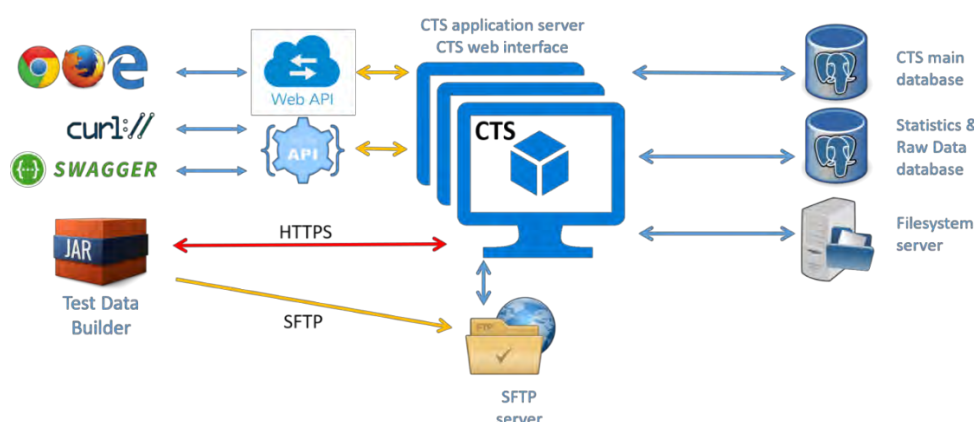 CTS application server
CTS web interface
Web API
CTS main
database
curl://
API
CTS
Statistics &
Raw Data
database
{···} SWAGGER
JAR
HTTPS
Filesystem
server
Test Data
Builder
SFTP
FTP
SFTP
server